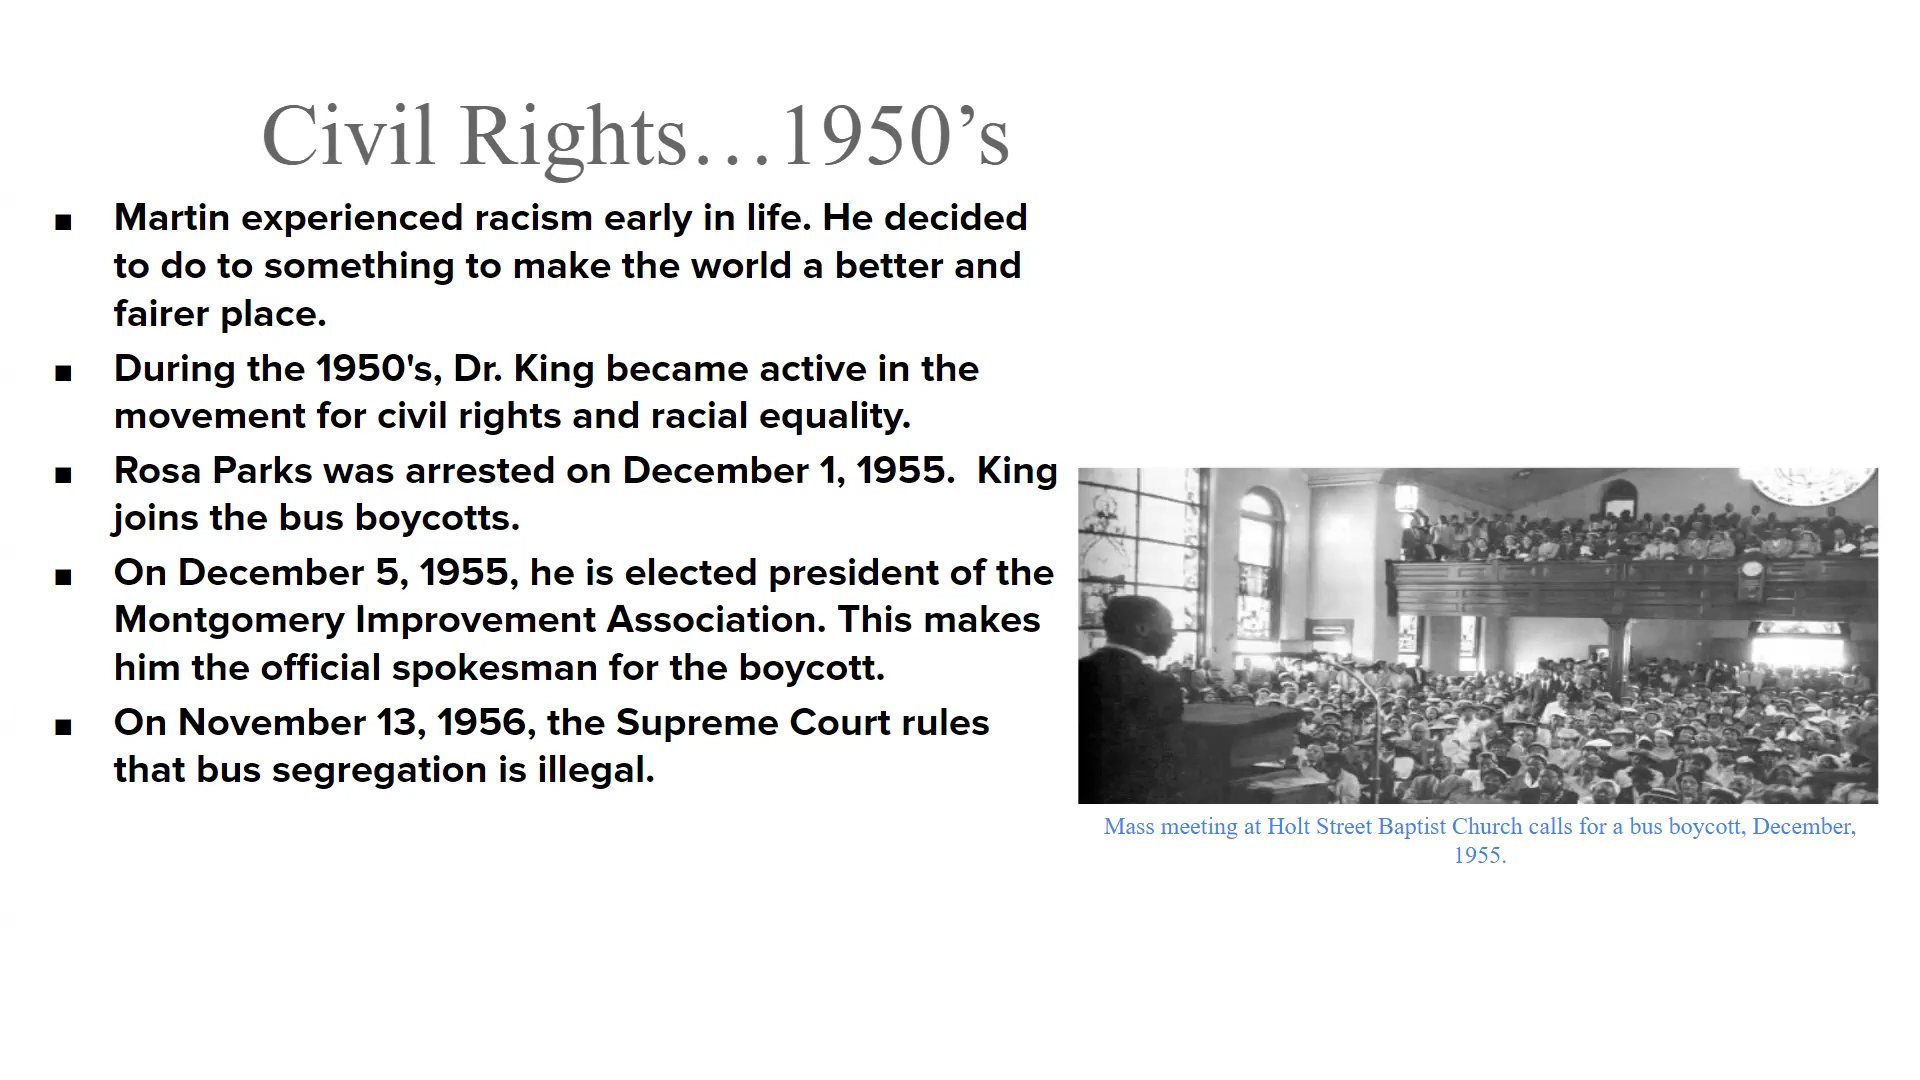 Civil Rights…1950’s
■ Martin experienced racism early in life. He decided
to do to something to make the world a better and
fairer place.
■ During the 1950's, Dr. King became active in the
movement for civil rights and racial equality.
■ Rosa Parks was arrested on December 1, 1955.  King
joins the bus boycotts.
■ On December 5, 1955, he is elected president of the
Montgomery Improvement Association. This makes
him the official spokesman for the boycott.
■ On November 13, 1956, the Supreme Court rules
that bus segregation is illegal.
Mass meeting at Holt Street Baptist Church calls for a bus boycott, December,
1955.